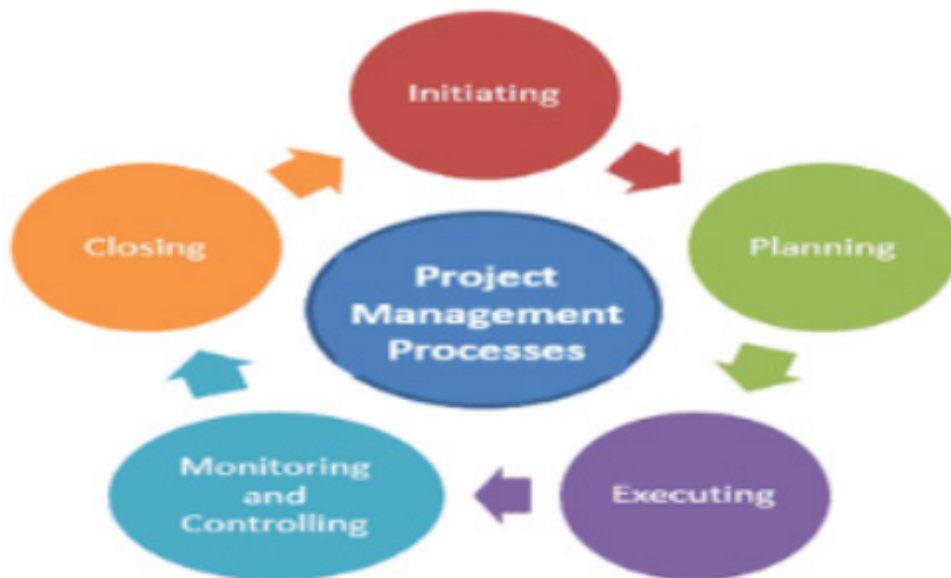 Initiating
Closing
Planning
Project
Management
Processes
Monitoring
and
Controlling
Executing